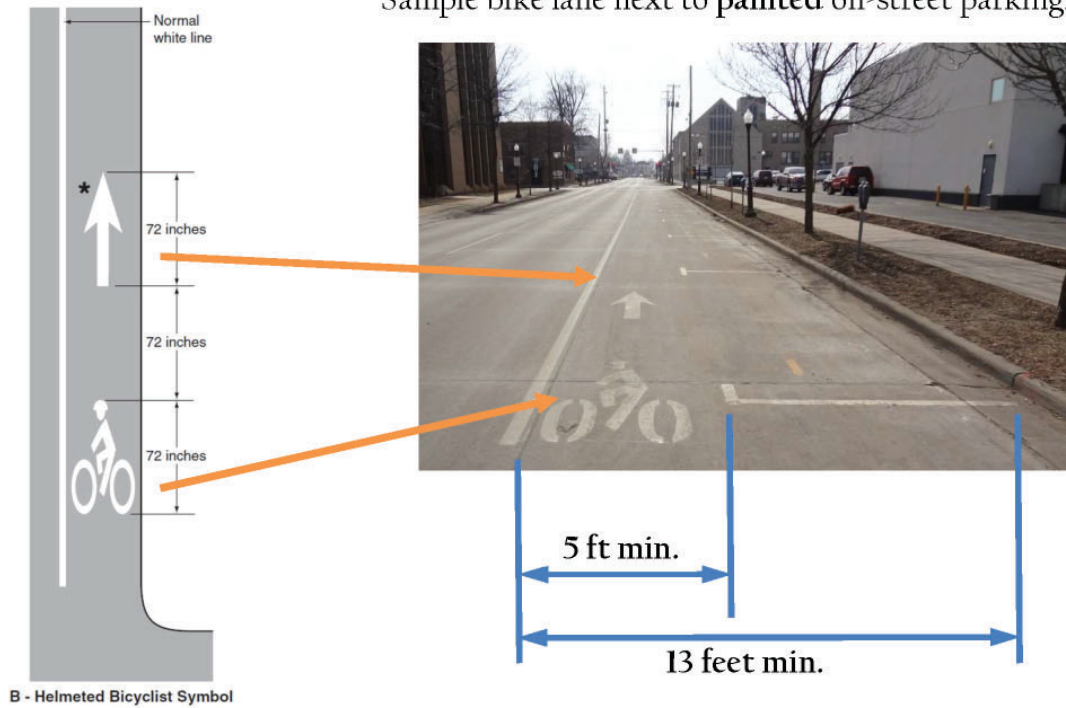 Sample bike lane next to painted on-street parking.
Normal
white line
*
72 inches
72 inches
72 inches
B - Helmeted Bicyclist Symbol
5 ft min.
13 feet min.